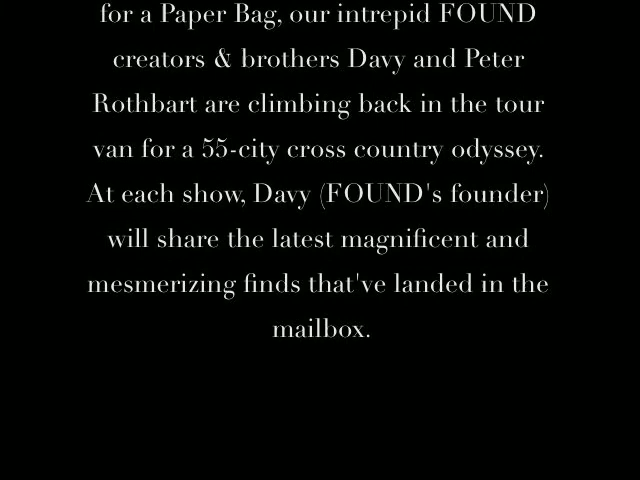 for a Paper Bag, our intrepid FOUND
creators & brothers Davy and Peter
Rothbart are climbing back in the tour
van for a 55-city cross country odyssey.
At each show, Davy (FOUND's founder)
will share the latest magnificent and
mesmerizing finds that've landed in the
mailbox.